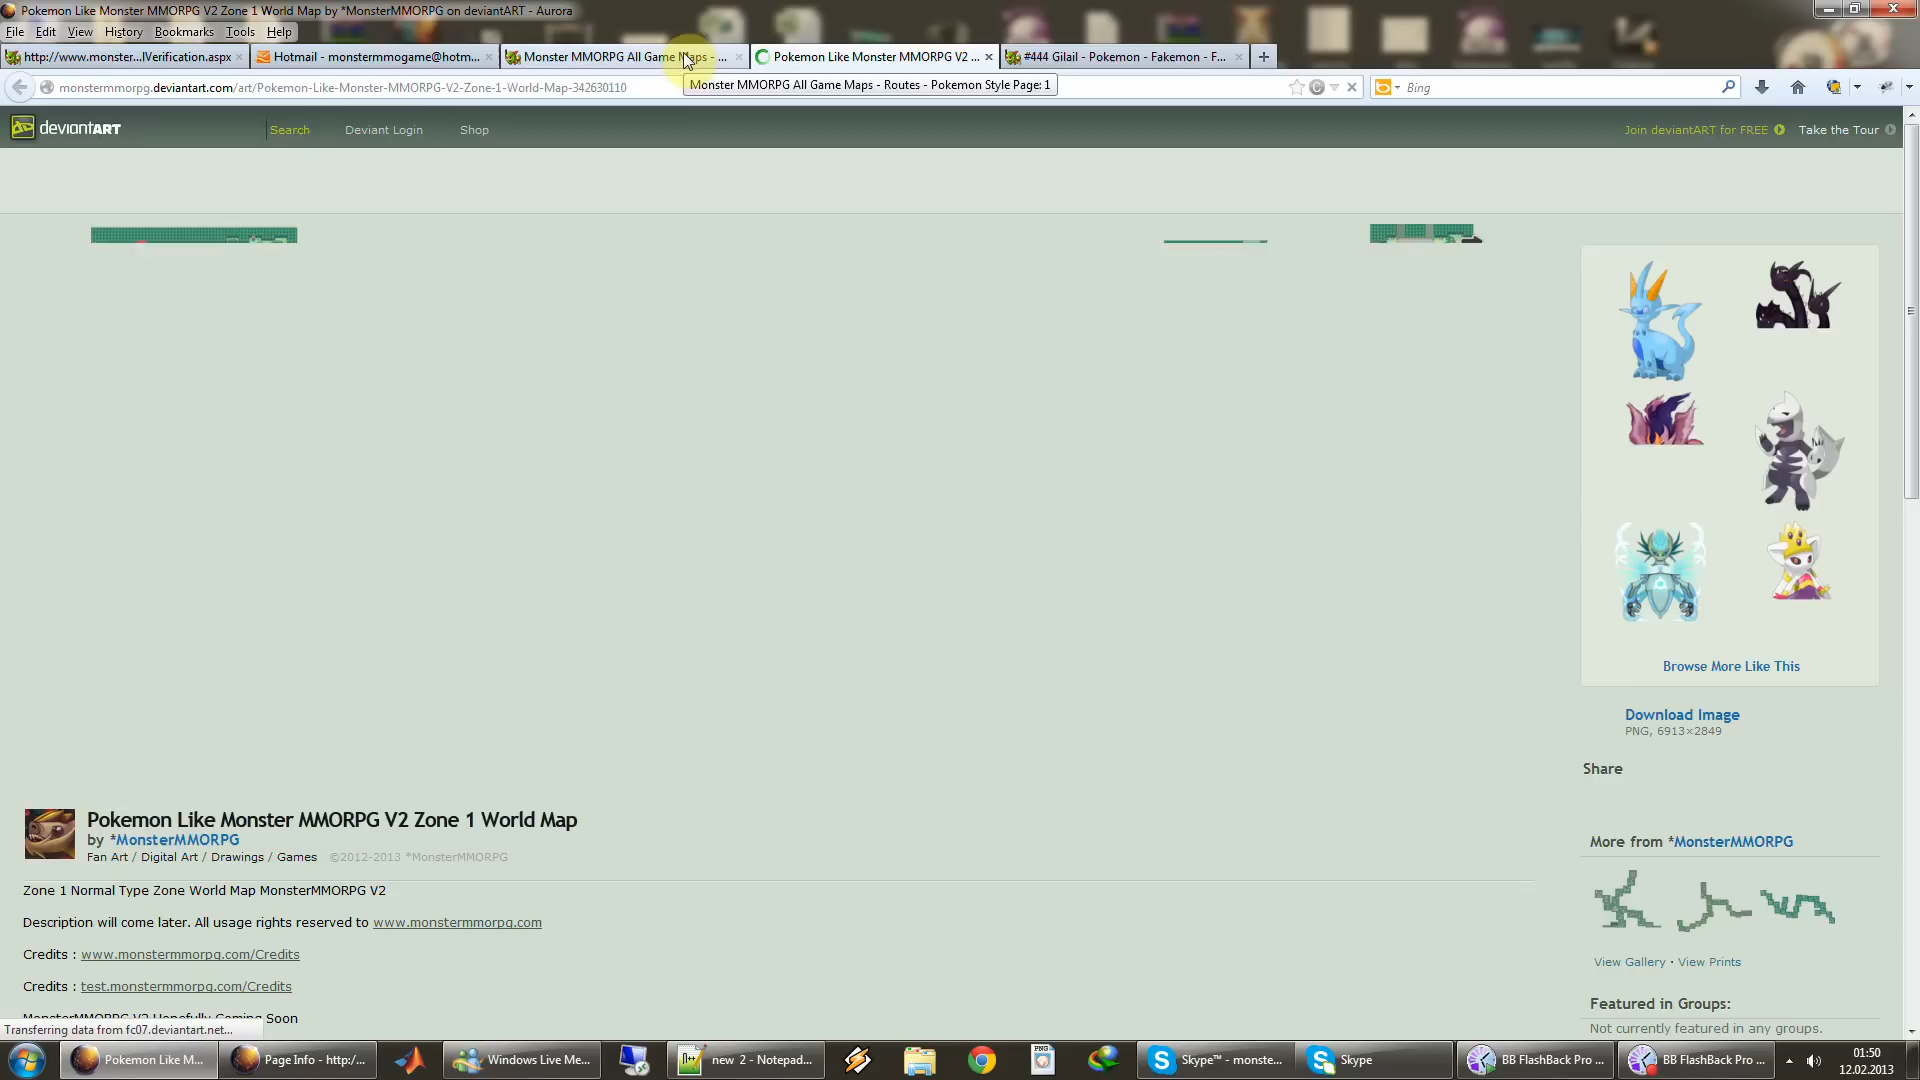 Pokemon Like Monster MMORPG V2 Zone 1 World Map by *MonsterMMORPG on deviantART - Aurora
File Edit View History Bookmarks Tools Help
http://www.monster...lVerification.aspx Hotmail - monstermmogame@hotm... Monster MMORPG All Game Maps - ... Pokemon Like Monster MMORPG V2 ... #444 Gilail - Pokemon - Fakemon - F...
monstermmorpg.deviantart.com/art/Pokemon-Like-Monster-MMORPG-V2-Zone-1-World-Map-342630110 Bing
Monster MMORPG All Game Maps - Routes - Pokemon Style Page: 1
deviantART Search Deviant Login Shop Join deviantART for FREE Take the Tour
Browse More Like This
Download Image
PNG, 6913×2849
Share
Pokemon Like Monster MMORPG V2 Zone 1 World Map
by *MonsterMMORPG
Fan Art / Digital Art / Drawings / Games ©2012-2013 *MonsterMMORPG
More from *MonsterMMORPG
Zone 1 Normal Type Zone World Map MonsterMMORPG V2
Description will come later. All usage rights reserved to www.monstermmorpg.com
Credits : www.monstermmorpg.com/Credits
View Gallery · View Prints
Credits : test.monstermmorpg.com/Credits
Featured in Groups:
MonsterMMORPG V2 Hopefully Coming Soon
Not currently featured in any groups.
Transferring data from fc07.deviantart.net...
Pokemon Like M... Page Info - http:/... Windows Live Me... new 2 - Notepad... PNG Skype™ - monste... Skype BB FlashBack Pro ... BB FlashBack Pro ... 01:50
12.02.2013